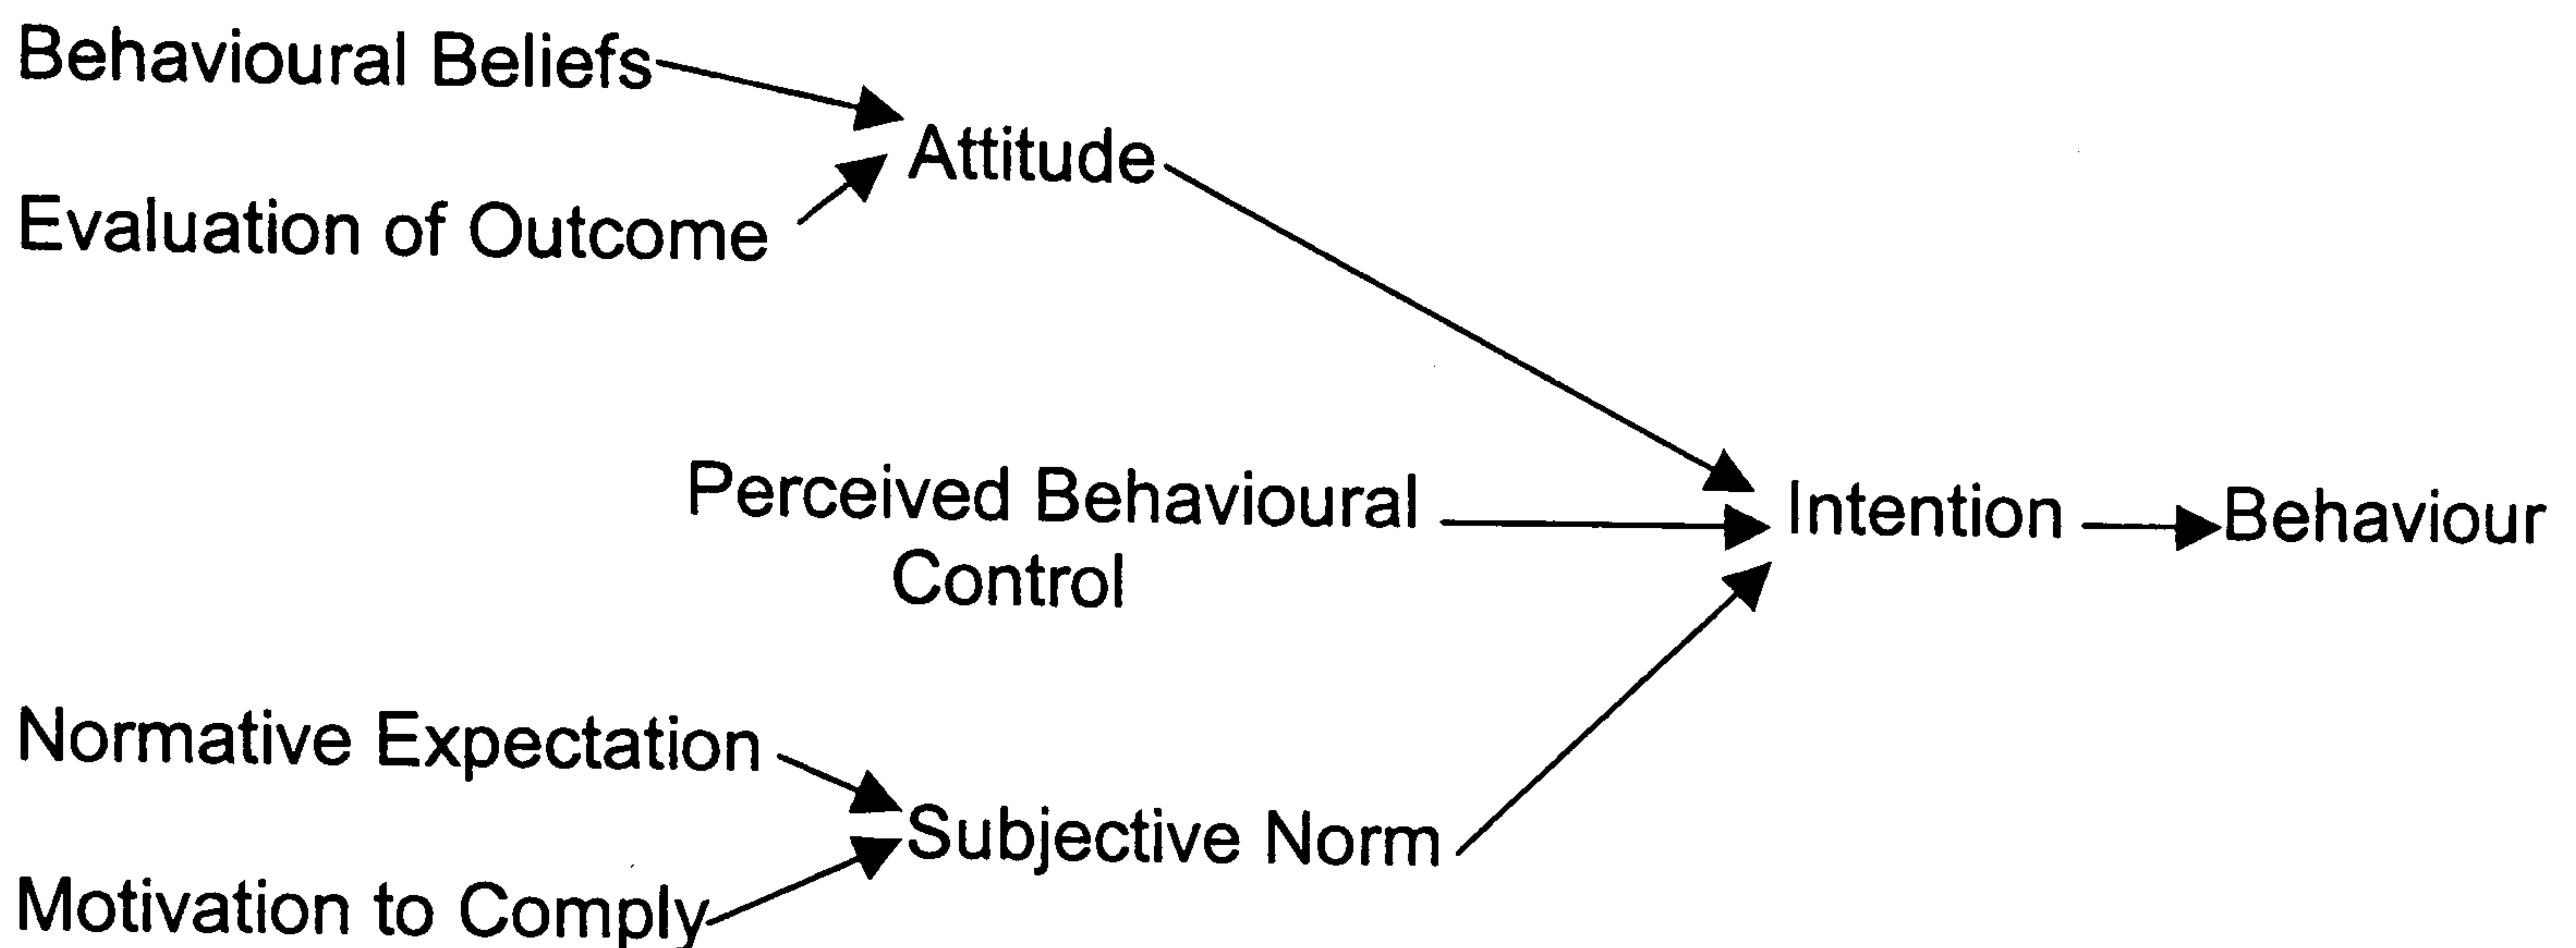 Behavioural Beliefs
Attitude
Evaluation of Outcome
Perceived Behavioural
Control
Intention
Behaviour
Normative Expectation
Subjective Norm
Motivation to Comply